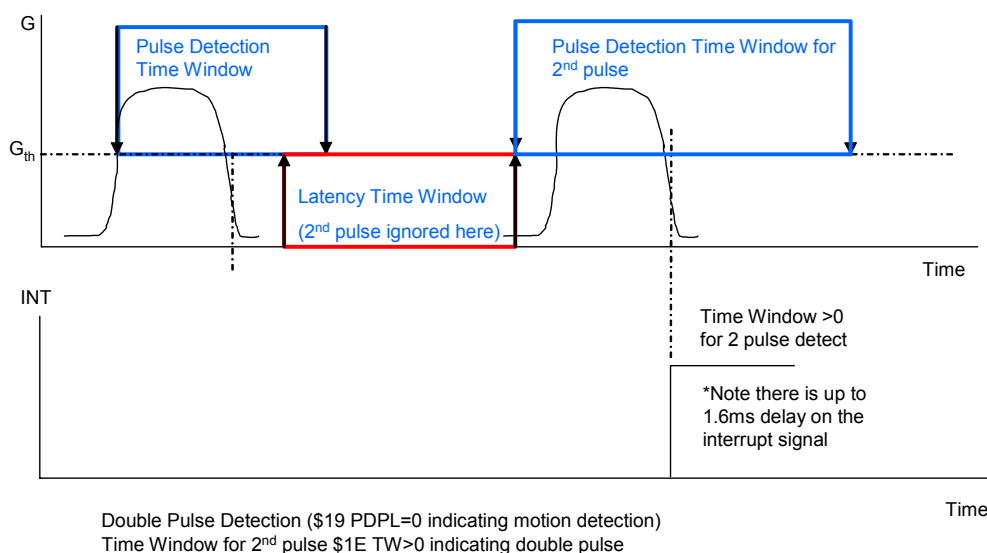 G
Pulse Detection
Time Window
Pulse Detection Time Window for
2nd pulse
Gth
Latency Time Window
(2nd pulse ignored here)
Time
INT
Time Window >0
for 2 pulse detect
*Note there is up to
1.6ms delay on the
interrupt signal
Time
Double Pulse Detection ($19 PDPL=0 indicating motion detection)
Time Window for 2nd pulse $1E TW>0 indicating double pulse